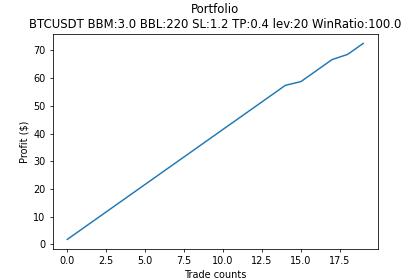 Portfolio
BTCUSDT BBM:3.0 BBL:220 SL:1.2 TP:0.4 lev:20 WinRatio:100.0
70
60
50
40
30
20
10
0
Profit ($)
0.0 2.5 5.0 7.5 10.0 12.5 15.0 17.5
Trade counts